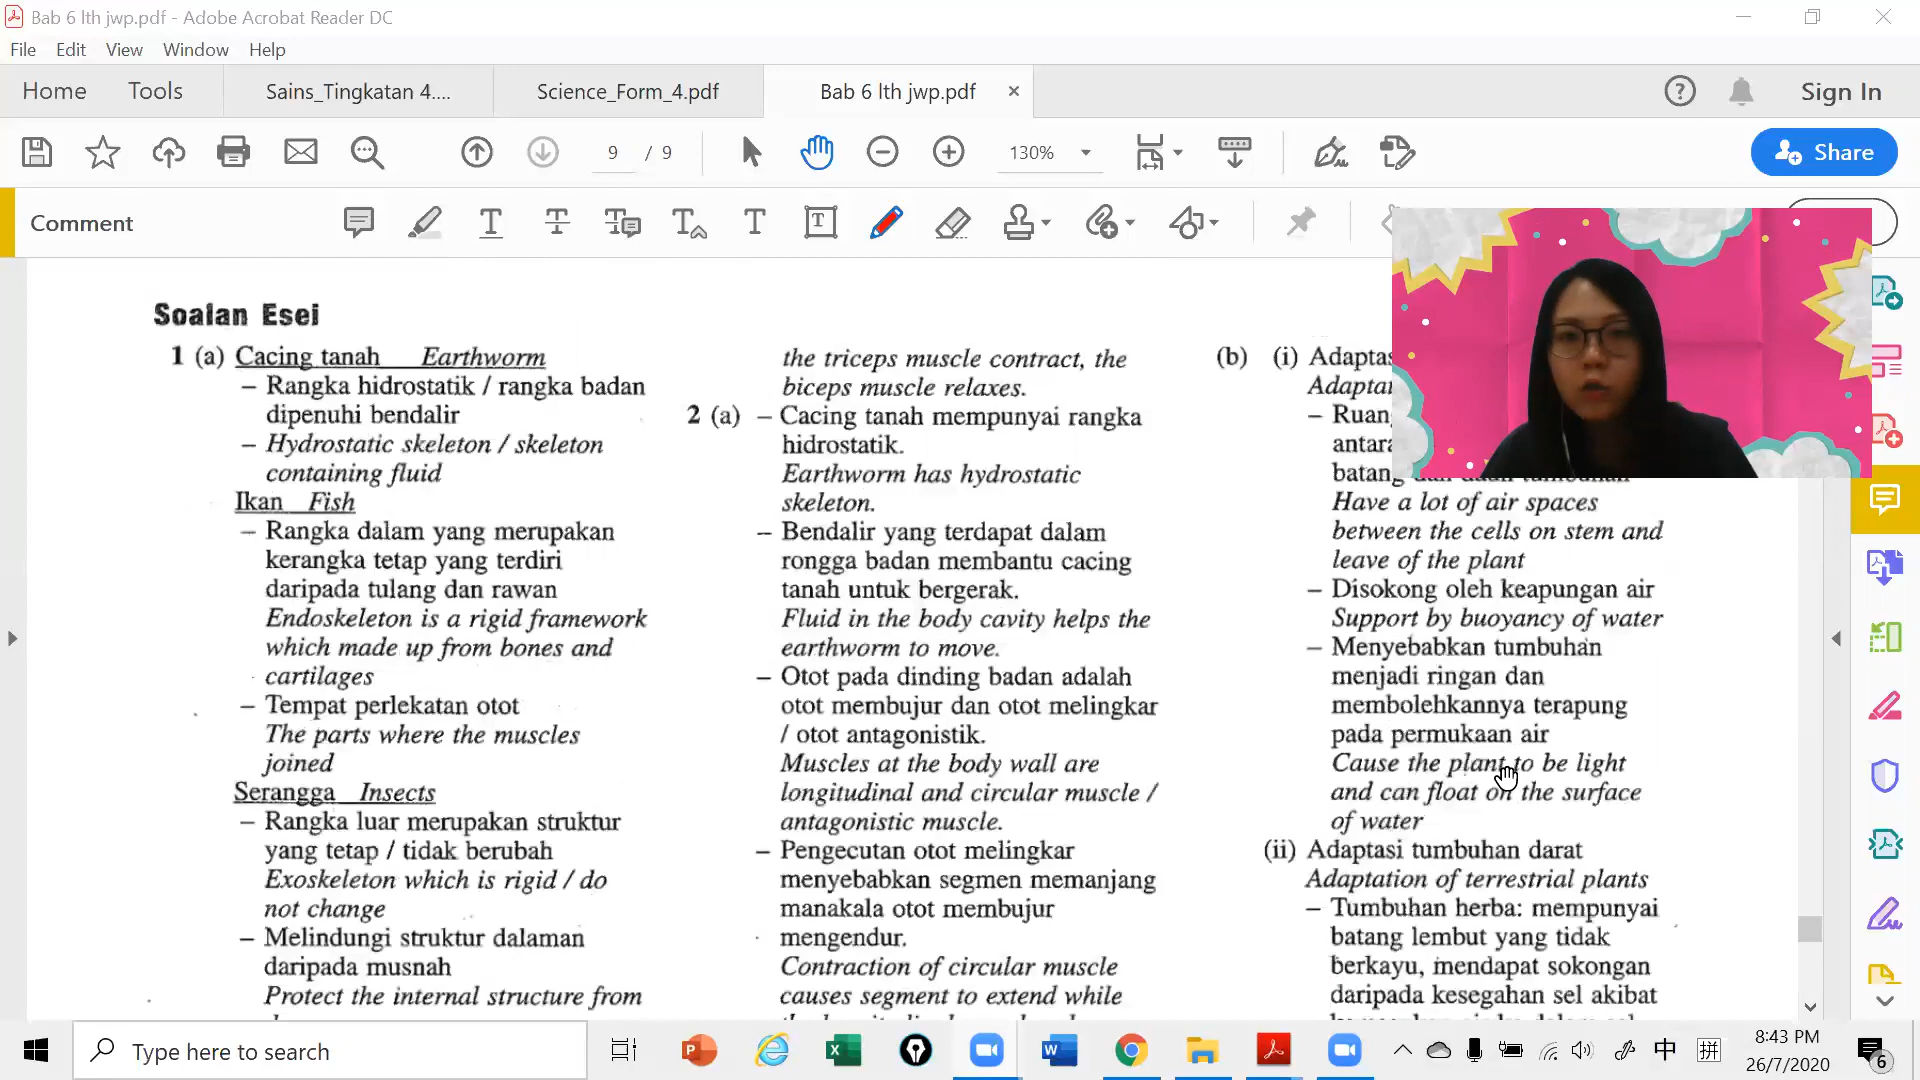 Bab 6 lth jwp.pdf - Adobe Acrobat Reader DC
File Edit View Window Help
Home Tools Sains_Tingkatan 4.... Science_Form_4.pdf Bab 6 lth jwp.pdf × Sign In
9 / 9 130% Share
Comment
Soalan Esei
1 (a) Cacing tanah Earthworm
– Rangka hidrostatik / rangka badan
dipenuhi bendalir
– Hydrostatic skeleton / skeleton
containing fluid
Ikan Fish
– Rangka dalam yang merupakan
kerangka tetap yang terdiri
daripada tulang dan rawan
Endoskeleton is a rigid framework
which made up from bones and
cartilages
– Tempat perlekatan otot
The parts where the muscles
joined
Serangga Insects
– Rangka luar merupakan struktur
yang tetap / tidak berubah
Exoskeleton which is rigid / do
not change
– Melindungi struktur dalaman
daripada musnah
Protect the internal structure from
the triceps muscle contract, the
biceps muscle relaxes.
2 (a) – Cacing tanah mempunyai rangka
hidrostatik.
Earthworm has hydrostatic
skeleton.
– Bendalir yang terdapat dalam
rongga badan membantu cacing
tanah untuk bergerak.
Fluid in the body cavity helps the
earthworm to move.
– Otot pada dinding badan adalah
otot membujur dan otot melingkar
/ otot antagonistik.
Muscles at the body wall are
longitudinal and circular muscle /
antagonistic muscle.
– Pengecutan otot melingkar
menyebabkan segmen memanjang
manakala otot membujur
mengendur.
Contraction of circular muscle
causes segment to extend while
(b) (i) Adaptas
Adaptat
– Ruan
antara
batang
Have a lot of air spaces
between the cells on stem and
leave of the plant
– Disokong oleh keapungan air
Support by buoyancy of water
– Menyebabkan tumbuhan
menjadi ringan dan
membolehkannya terapung
pada permukaan air
Cause the plant to be light
and can float on the surface
of water
(ii) Adaptasi tumbuhan darat
Adaptation of terrestrial plants
– Tumbuhan herba: mempunyai
batang lembut yang tidak
berkayu, mendapat sokongan
daripada kesegahan sel akibat
Type here to search
中 拼
8:43 PM
26/7/2020
6